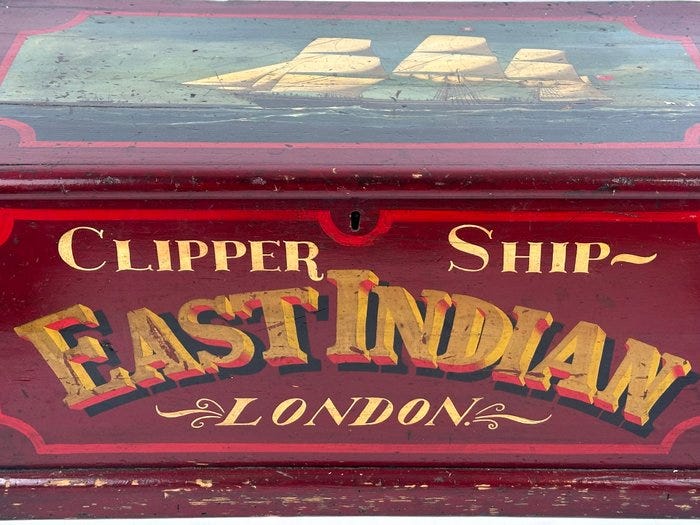 CLIPPER SHIP~
EAST INDIAN
LONDON.